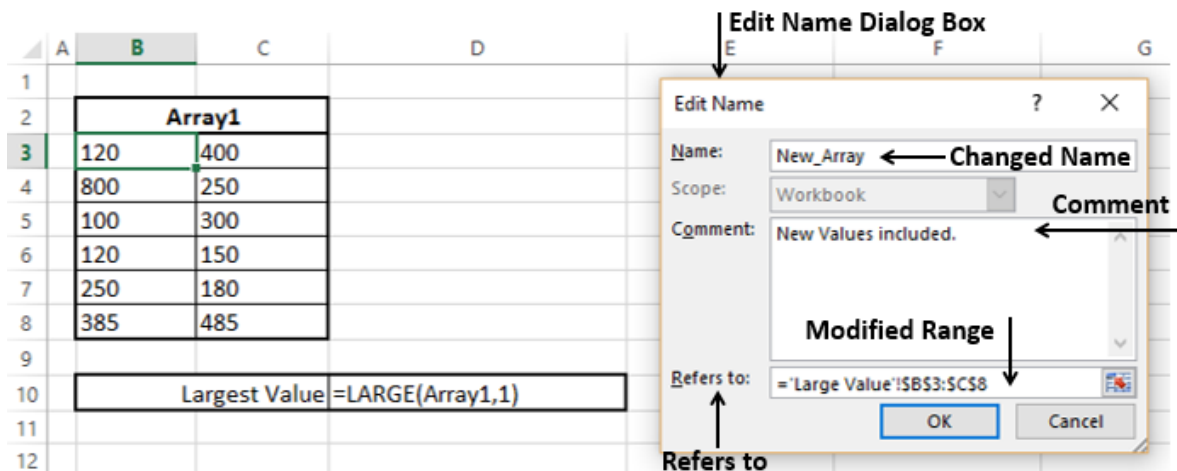 Edit Name Dialog Box
A B C D E F G
1
2 Array1
3 120 400
4 800 250
5 100 300
6 120 150
7 250 180
8 385 485
9
10 Largest Value =LARGE(Array1,1)
11
12
Edit Name ? X
Name: New_Array Changed Name
Scope: Workbook
Comment
Comment: New Values included.
Modified Range
Refers to: ='Large Value'!$B$3:$C$8
OK Cancel
Refers to